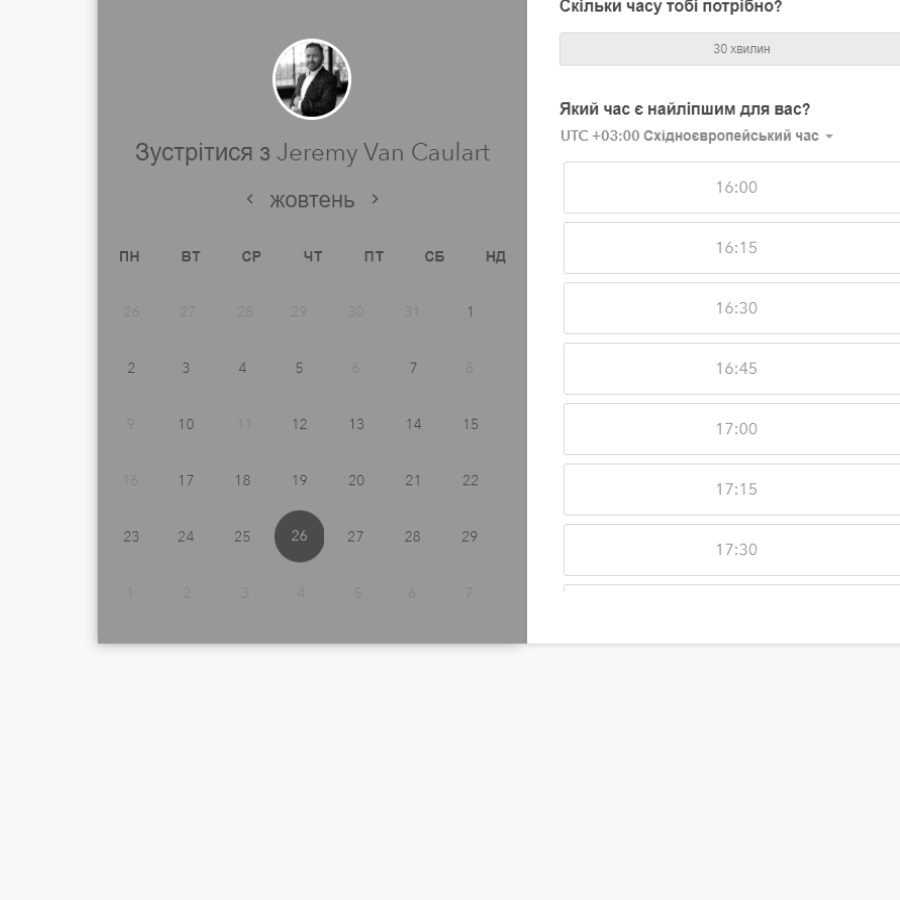 Зустрітися з Jeremy Van Caulart
жовтень
ПН ВТ СР ЧТ ПТ СБ НД
26 27 28 29 30 31 1
2 3 4 5 6 7 8
9 10 11 12 13 14 15
16 17 18 19 20 21 22
23 24 25 26 27 28 29
1 2 3 4 5 6 7
Скільки часу тобі потрібно?
30 хвилин
Який час є найліпшим для вас?
UTC +03:00 Східноєвропейський час
16:00
16:15
16:30
16:45
17:00
17:15
17:30